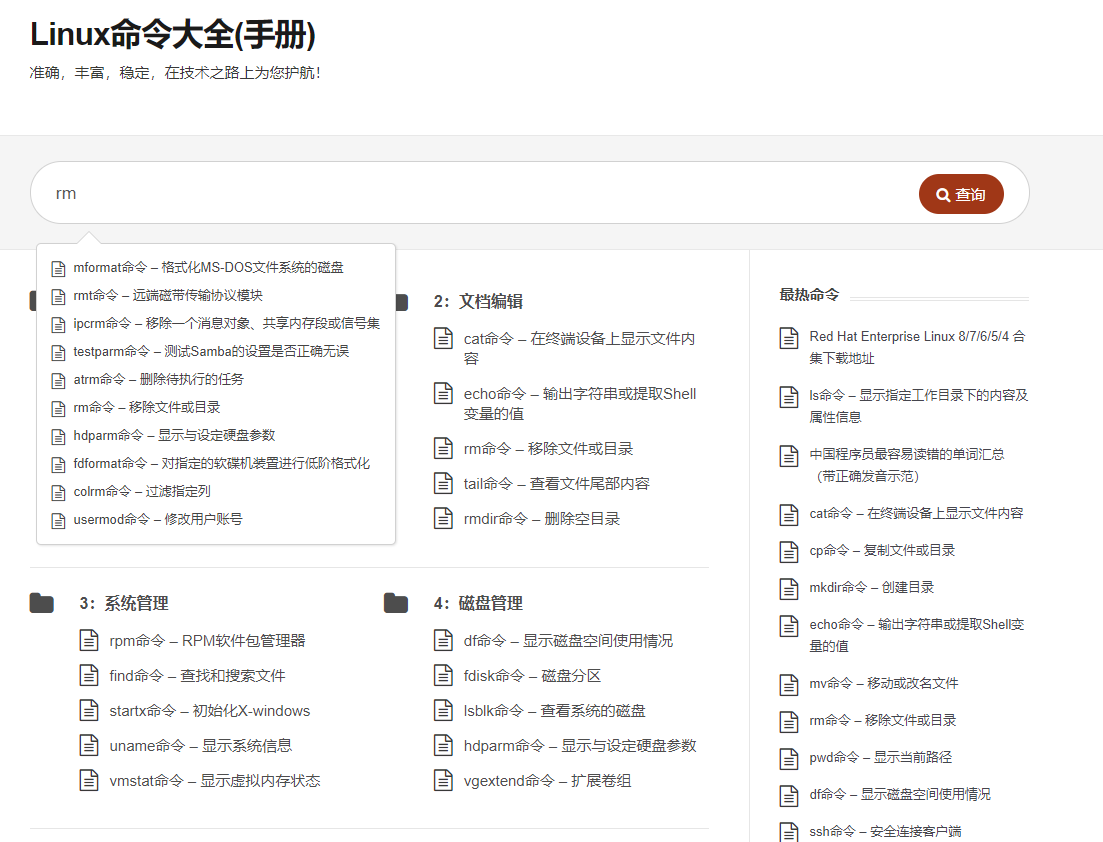 Linux命令大全(手册)
准确，丰富，稳定，在技术之路上为您护航！
rm
查询
mformat命令 – 格式化MS-DOS文件系统的磁盘
rmt命令 – 远端磁带传输协议模块
ipcrm命令 – 移除一个消息对象、共享内存段或信号集
testparm命令 – 测试Samba的设置是否正确无误
atrm命令 – 删除待执行的任务
rm命令 – 移除文件或目录
hdparm命令 – 显示与设定硬盘参数
fdformat命令 – 对指定的软碟机装置进行低阶格式化
colrm命令 – 过滤指定列
usermod命令 – 修改用户账号
2：文档编辑
cat命令 – 在终端设备上显示文件内
容
echo命令 – 输出字符串或提取Shell
变量的值
rm命令 – 移除文件或目录
tail命令 – 查看文件尾部内容
rmdir命令 – 删除空目录
3：系统管理
rpm命令 – RPM软件包管理器
find命令 – 查找和搜索文件
startx命令 – 初始化X-windows
uname命令 – 显示系统信息
vmstat命令 – 显示虚拟内存状态
4：磁盘管理
df命令 – 显示磁盘空间使用情况
fdisk命令 – 磁盘分区
lsblk命令 – 查看系统的磁盘
hdparm命令 – 显示与设定硬盘参数
vgextend命令 – 扩展卷组
最热命令
Red Hat Enterprise Linux 8/7/6/5/4 合
集下载地址
ls命令 – 显示指定工作目录下的内容及
属性信息
中国程序员最容易读错的单词汇总
（带正确发音示范）
cat命令 – 在终端设备上显示文件内容
cp命令 – 复制文件或目录
mkdir命令 – 创建目录
echo命令 – 输出字符串或提取Shell变
量的值
mv命令 – 移动或改名文件
rm命令 – 移除文件或目录
pwd命令 – 显示当前路径
df命令 – 显示磁盘空间使用情况
ssh命令 – 安全连接客户端